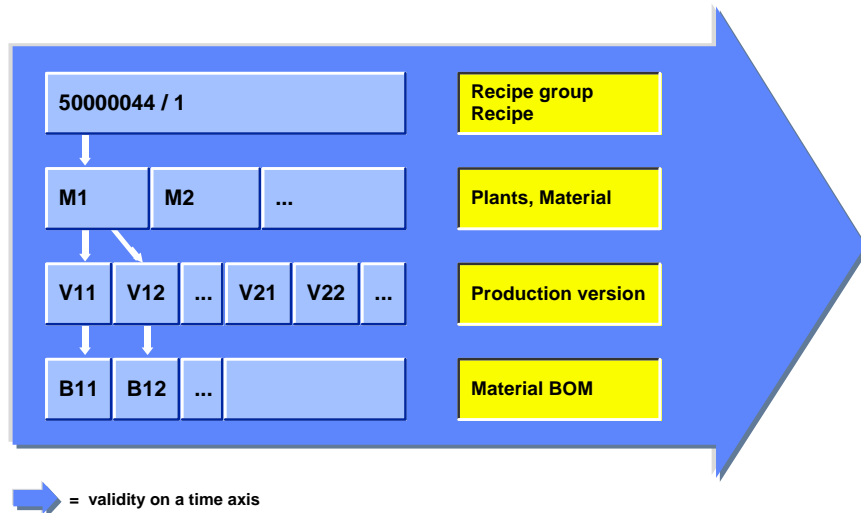 50000044 / 1
Recipe group
Recipe
M1 M2 ...
Plants, Material
V11 V12 ... V21 V22 ...
Production version
B11 B12 ...
Material BOM
= validity on a time axis